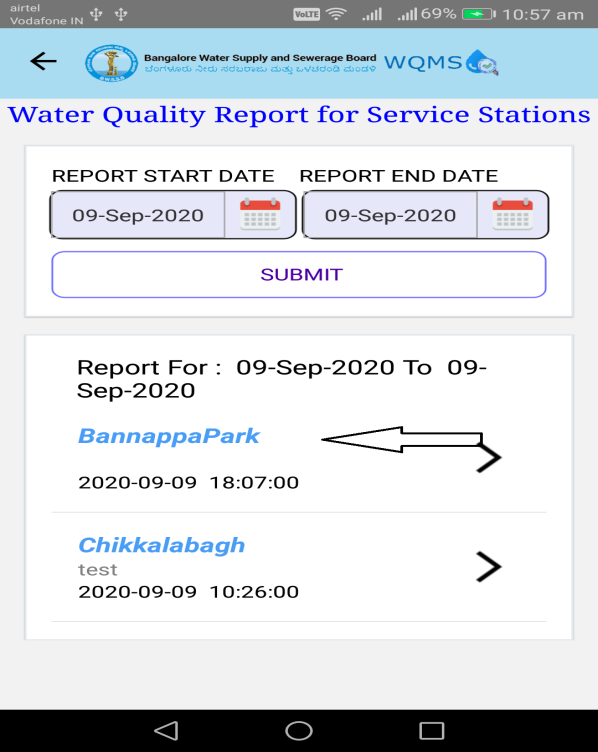 airtel
Vodafone IN
VoLTE 69% 10:57 am
Bangalore Water Supply and Sewerage Board
ಬೆಂಗಳೂರು ನೀರು ಸರಬರಾಜು ಮತ್ತು ಒಳಚರಂಡಿ ಮಂಡಳಿ
WQMS
Water Quality Report for Service Stations
REPORT START DATE REPORT END DATE
09-Sep-2020 09-Sep-2020
SUBMIT
Report For : 09-Sep-2020 To 09-
Sep-2020
BannappaPark
2020-09-09 18:07:00
Chikkalabagh
test
2020-09-09 10:26:00